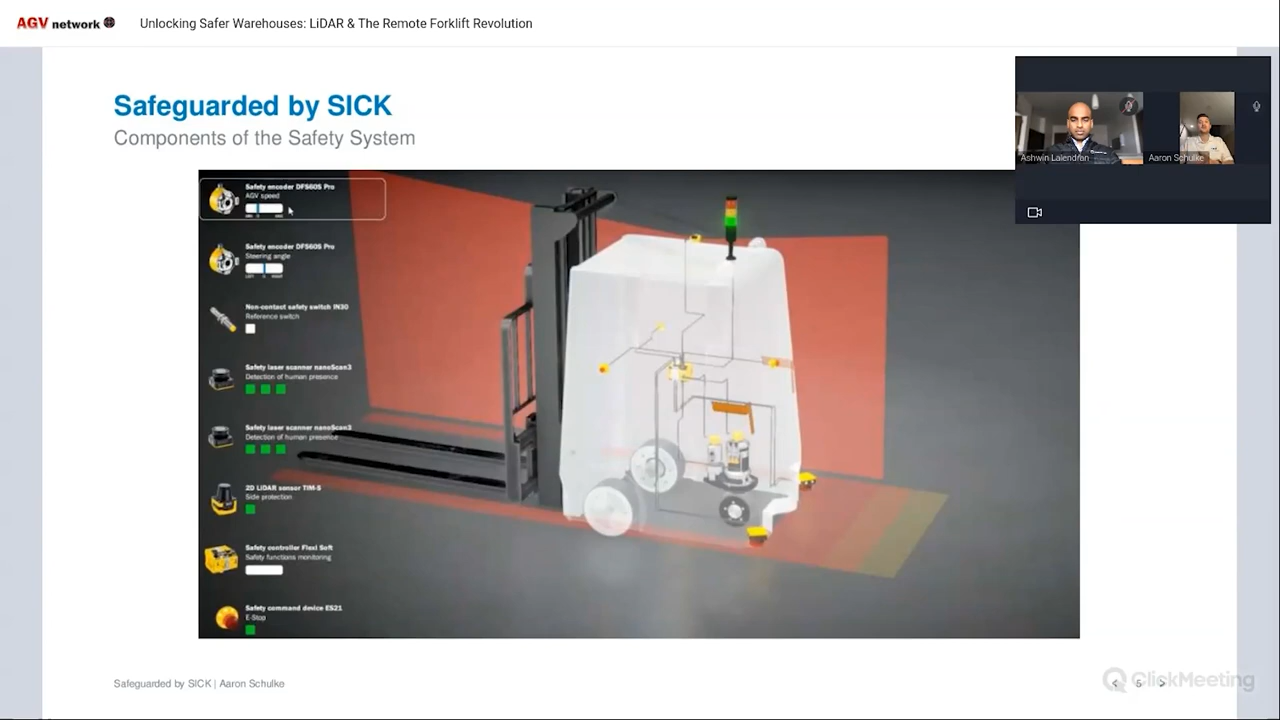 AGV network
Unlocking Safer Warehouses: LiDAR & The Remote Forklift Revolution
Safeguarded by SICK
Components of the Safety System
Ashwin Lalendran
Aaron Schulke
Safety encoder DFS60S Pro
AGV speed
Safety encoder DFS60S Pro
Steering angle
Non-contact safety switch IN30
Reference switch
Safety laser scanner nanoScan3
Detection of human presence
Safety laser scanner nanoScan3
Detection of human presence
2D LiDAR sensor TIM-S
Side protection
Safety controller Flexi Soft
Safety functions monitoring
Safety command device ES21
E-Stop
Safeguarded by SICK | Aaron Schulke
< 5 >
ClickMeeting